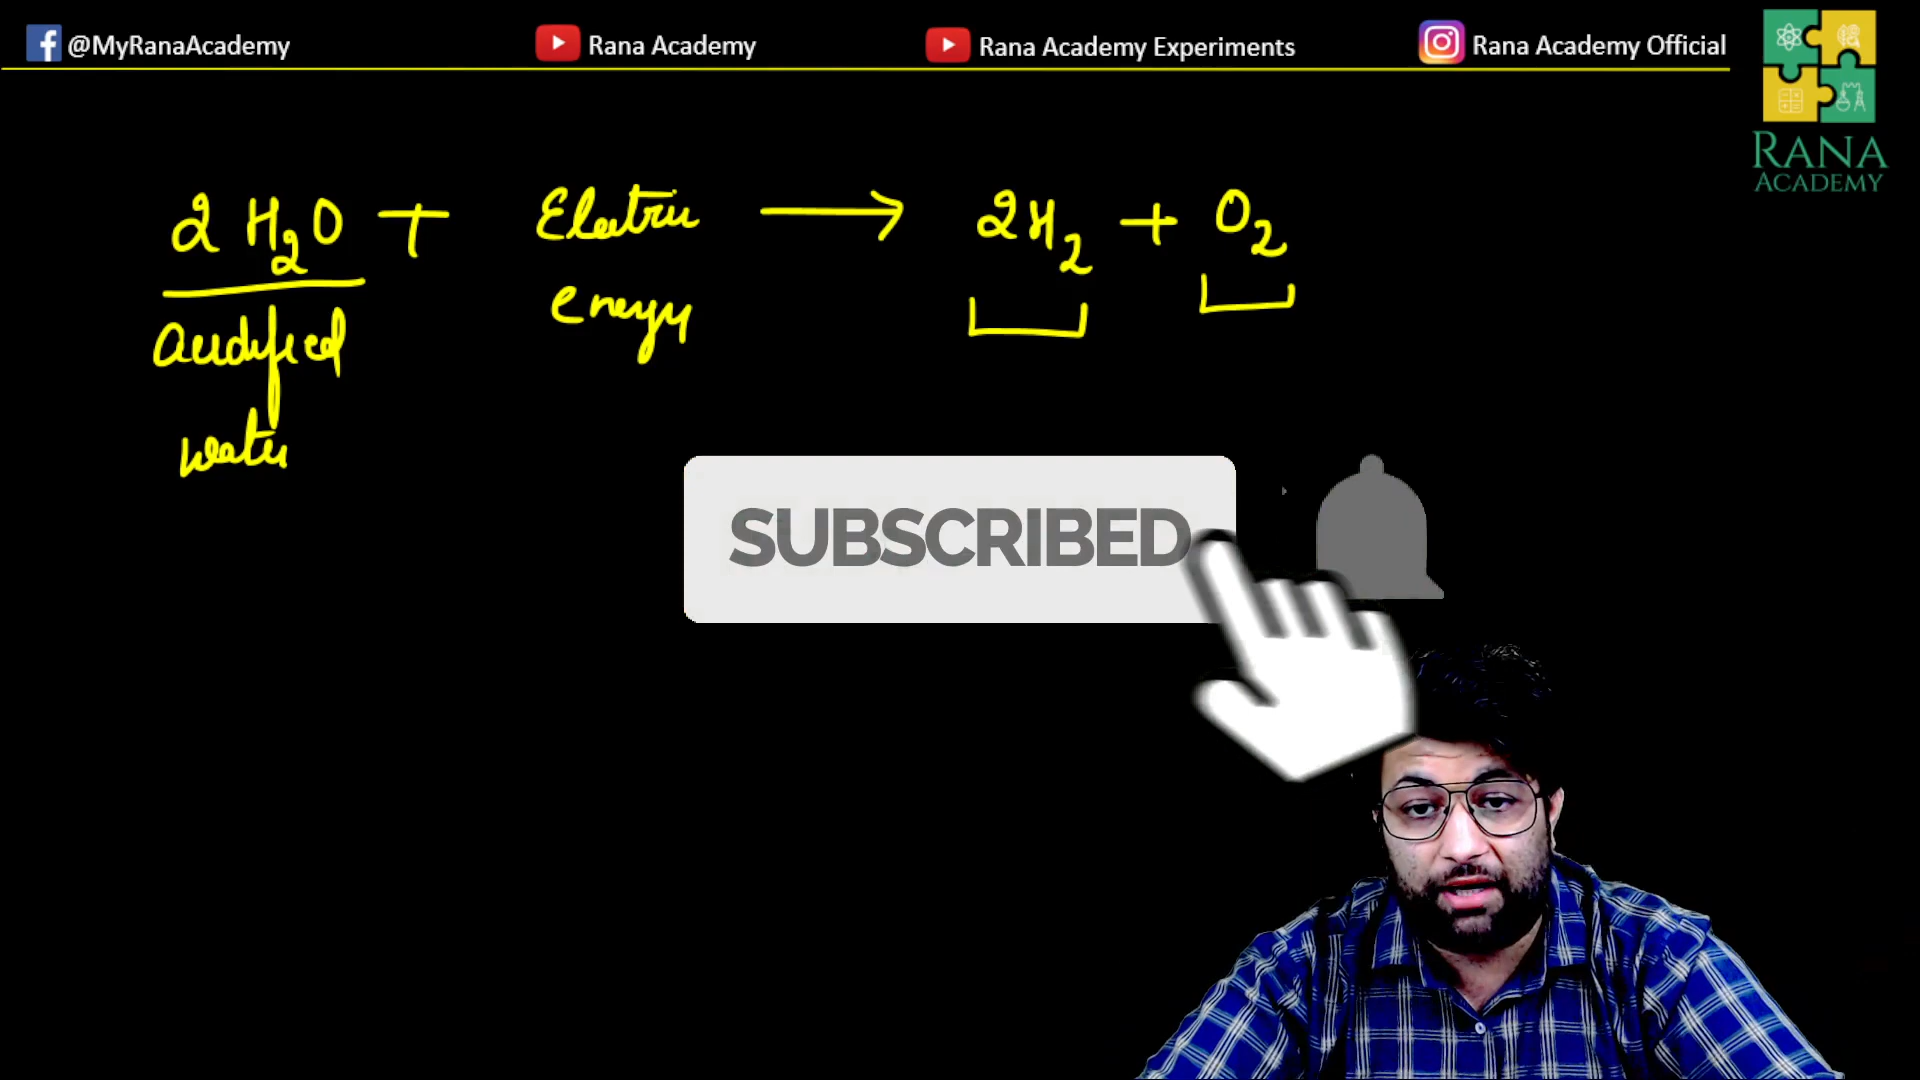 @MyRanaAcademy Rana Academy Rana Academy Experiments Rana Academy Official
RANA
ACADEMY
2 H₂O + Electric → 2H₂ + O₂
energy
acidified
water
SUBSCRIBED